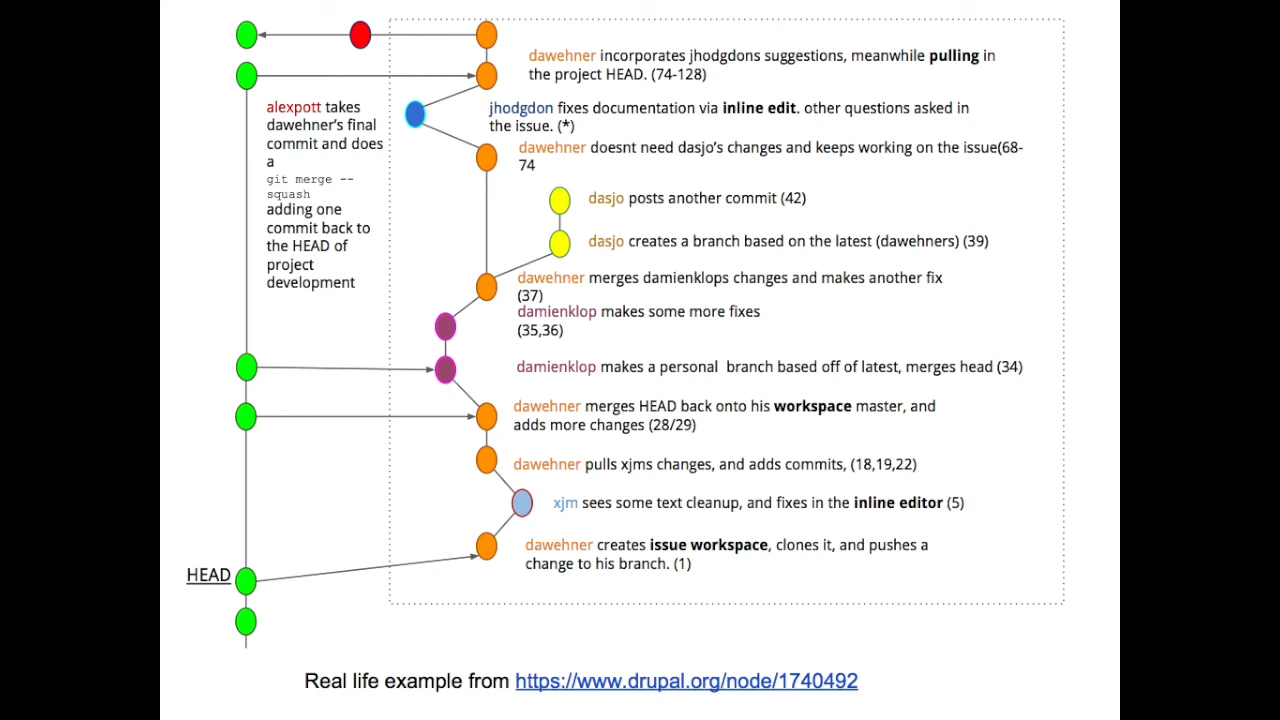 dawehner incorporates jhodgdons suggestions, meanwhile pulling in
the project HEAD. (74-128)
alexpott takes
dawehner’s final
commit and does
a
git merge --
squash
adding one
commit back to
the HEAD of
project
development
jhodgdon fixes documentation via inline edit. other questions asked in
the issue. (*)
dawehner doesnt need dasjo’s changes and keeps working on the issue(68-
74
dasjo posts another commit (42)
dasjo creates a branch based on the latest (dawehners) (39)
dawehner merges damienklops changes and makes another fix
(37)
damienklop makes some more fixes
(35,36)
damienklop makes a personal  branch based off of latest, merges head (34)
dawehner merges HEAD back onto his workspace master, and
adds more changes (28/29)
dawehner pulls xjms changes, and adds commits, (18,19,22)
xjm sees some text cleanup, and fixes in the inline editor (5)
dawehner creates issue workspace, clones it, and pushes a
change to his branch. (1)
HEAD
Real life example from https://www.drupal.org/node/1740492